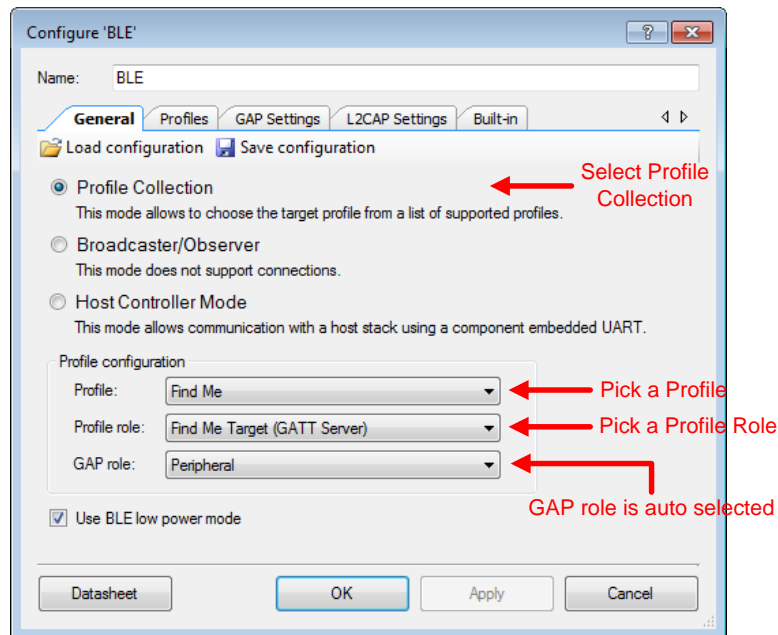 Configure 'BLE'
Name: BLE
General Profiles GAP Settings L2CAP Settings Built-in
Load configuration Save configuration
Select Profile
Collection
Profile Collection
This mode allows to choose the target profile from a list of supported profiles.
Broadcaster/Observer
This mode does not support connections.
Host Controller Mode
This mode allows communication with a host stack using a component embedded UART.
Profile configuration
Profile: Find Me
Pick a Profile
Profile role: Find Me Target (GATT Server)
Pick a Profile Role
GAP role: Peripheral
GAP role is auto selected
Use BLE low power mode
Datasheet OK Apply Cancel